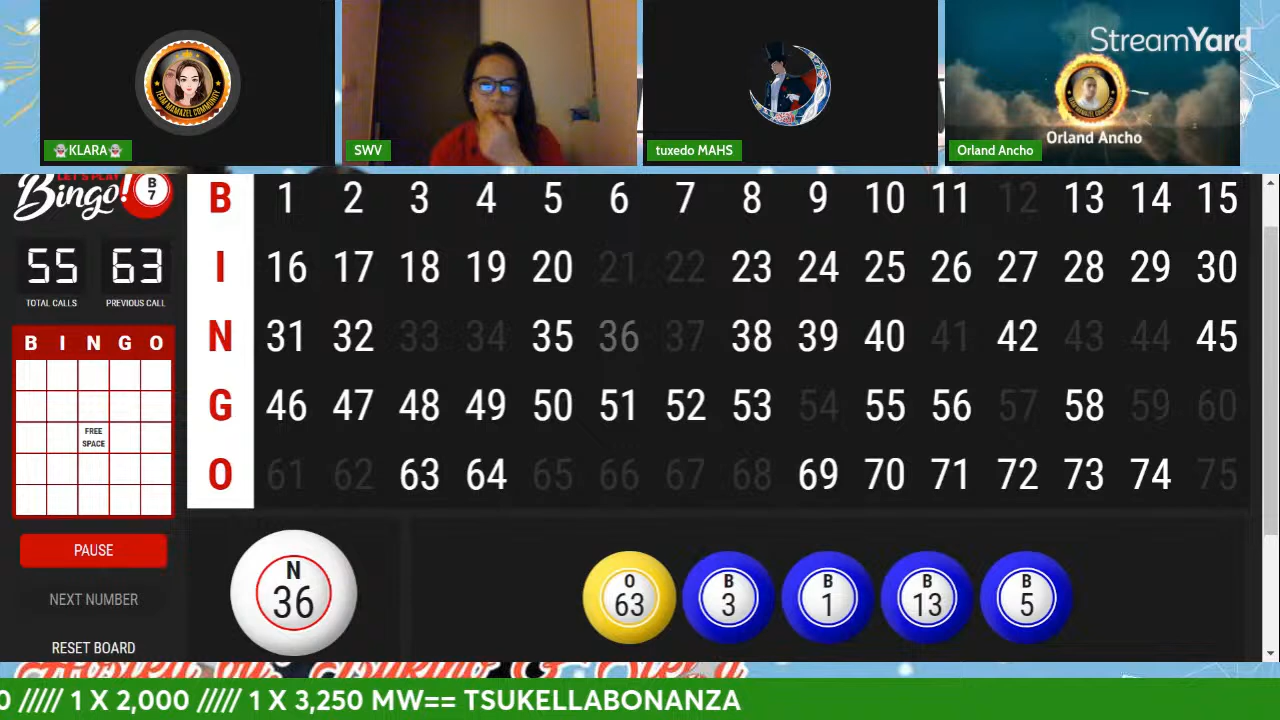 StreamYard
TEAM MAMAZEL COMMUNITY
Orland Ancho
👻KLARA👻
SWV
tuxedo MAHS
Orland Ancho
LET'S PLAY
Bingo!
B
7
55
63
TOTAL CALLS
PREVIOUS CALL
B I N G O
FREE
SPACE
PAUSE
NEXT NUMBER
RESET BOARD
B 1 2 3 4 5 6 7 8 9 10 11 12 13 14 15
I 16 17 18 19 20 21 22 23 24 25 26 27 28 29 30
N 31 32 33 34 35 36 37 38 39 40 41 42 43 44 45
G 46 47 48 49 50 51 52 53 54 55 56 57 58 59 60
O 61 62 63 64 65 66 67 68 69 70 71 72 73 74 75
N
36
O
63
B
3
B
1
B
13
B
5
0 ///// 1 X 2,000 ///// 1 X 3,250 MW== TSUKELLABONANZA